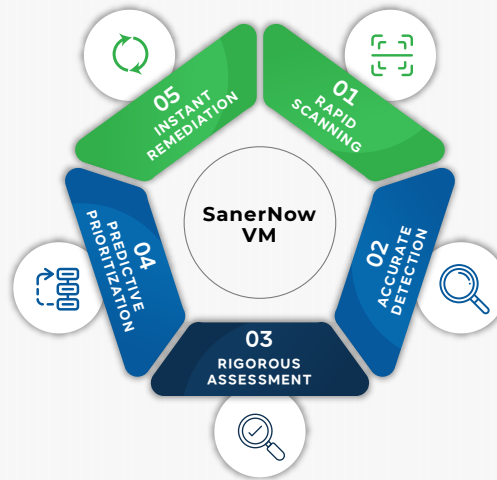 SanerNow
VM
01
RAPID
SCANNING
02
ACCURATE
DETECTION
03
RIGOROUS
ASSESSMENT
04
PREDICTIVE
PRIORITIZATION
05
INSTANT
REMEDIATION